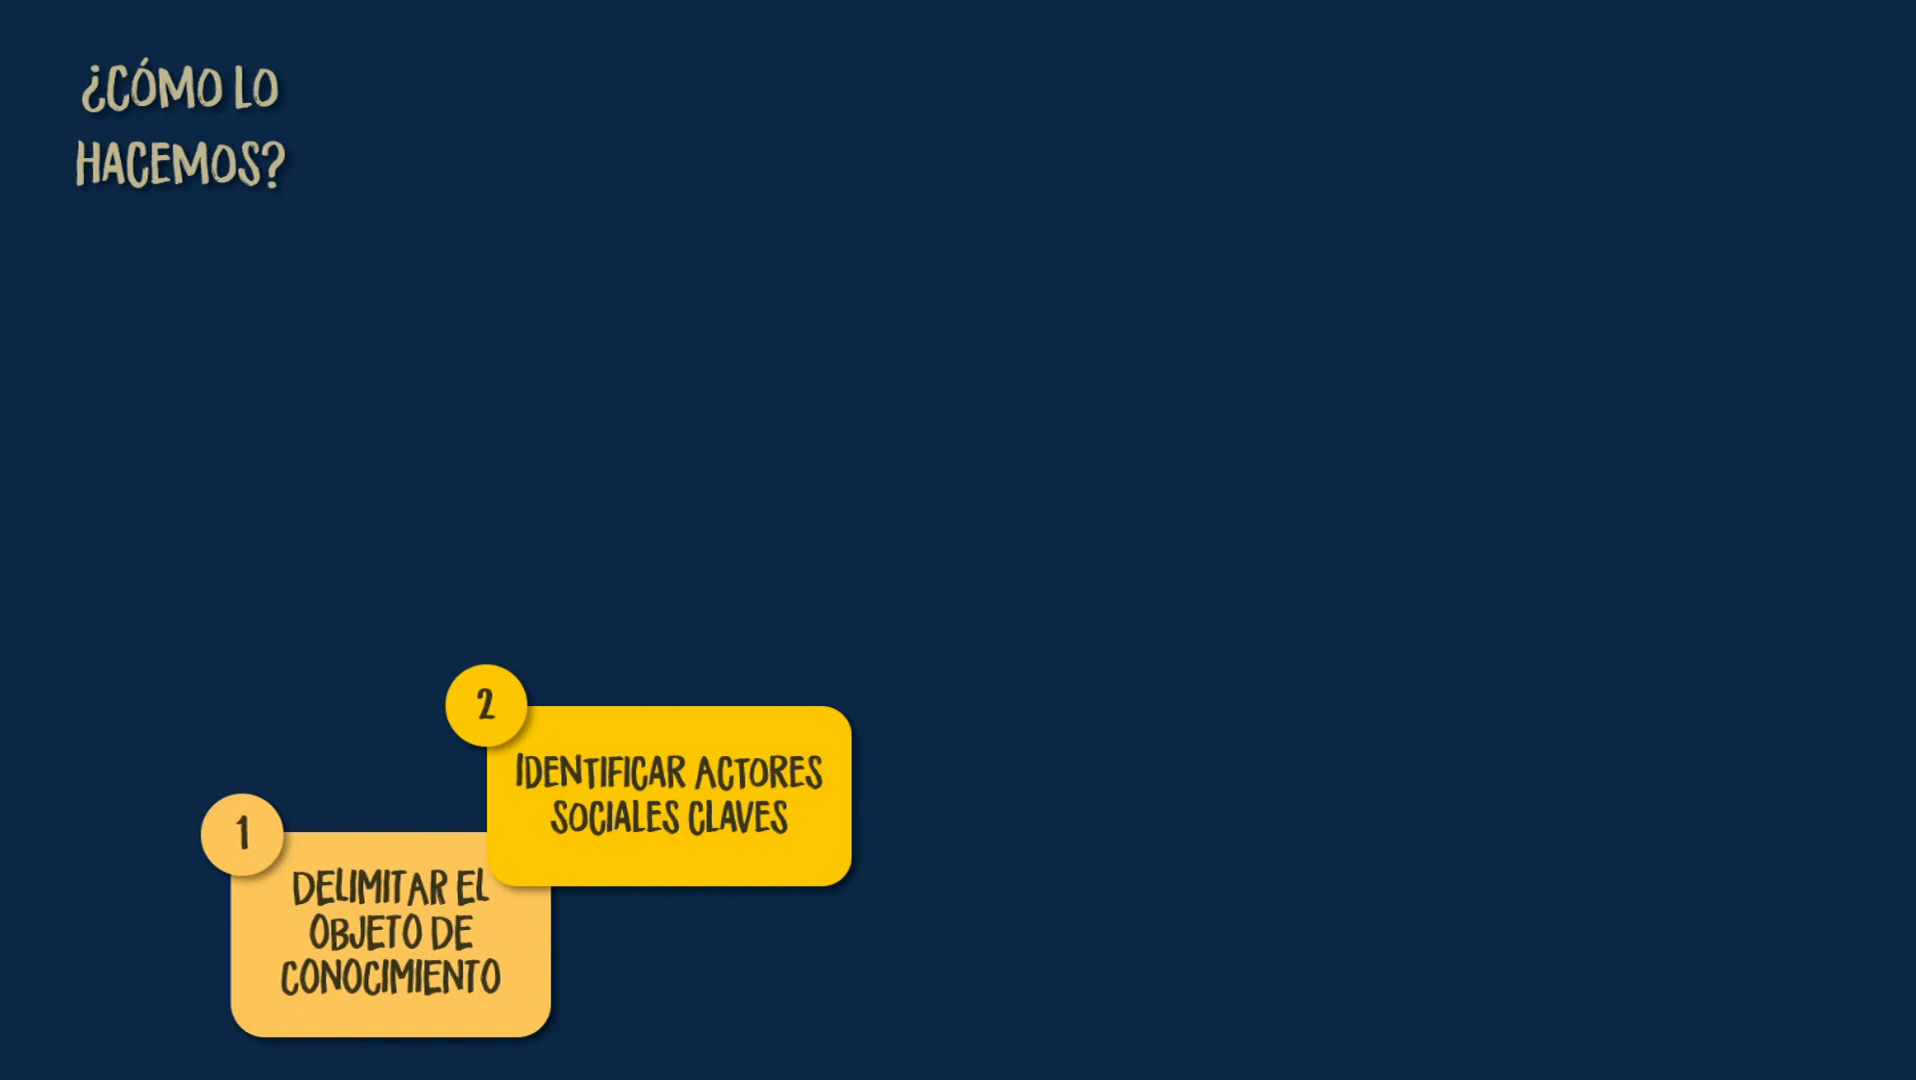 ¿CÓMO LO
HACEMOS?
1
DELIMITAR EL
OBJETO DE
CONOCIMIENTO
2
IDENTIFICAR ACTORES
SOCIALES CLAVES